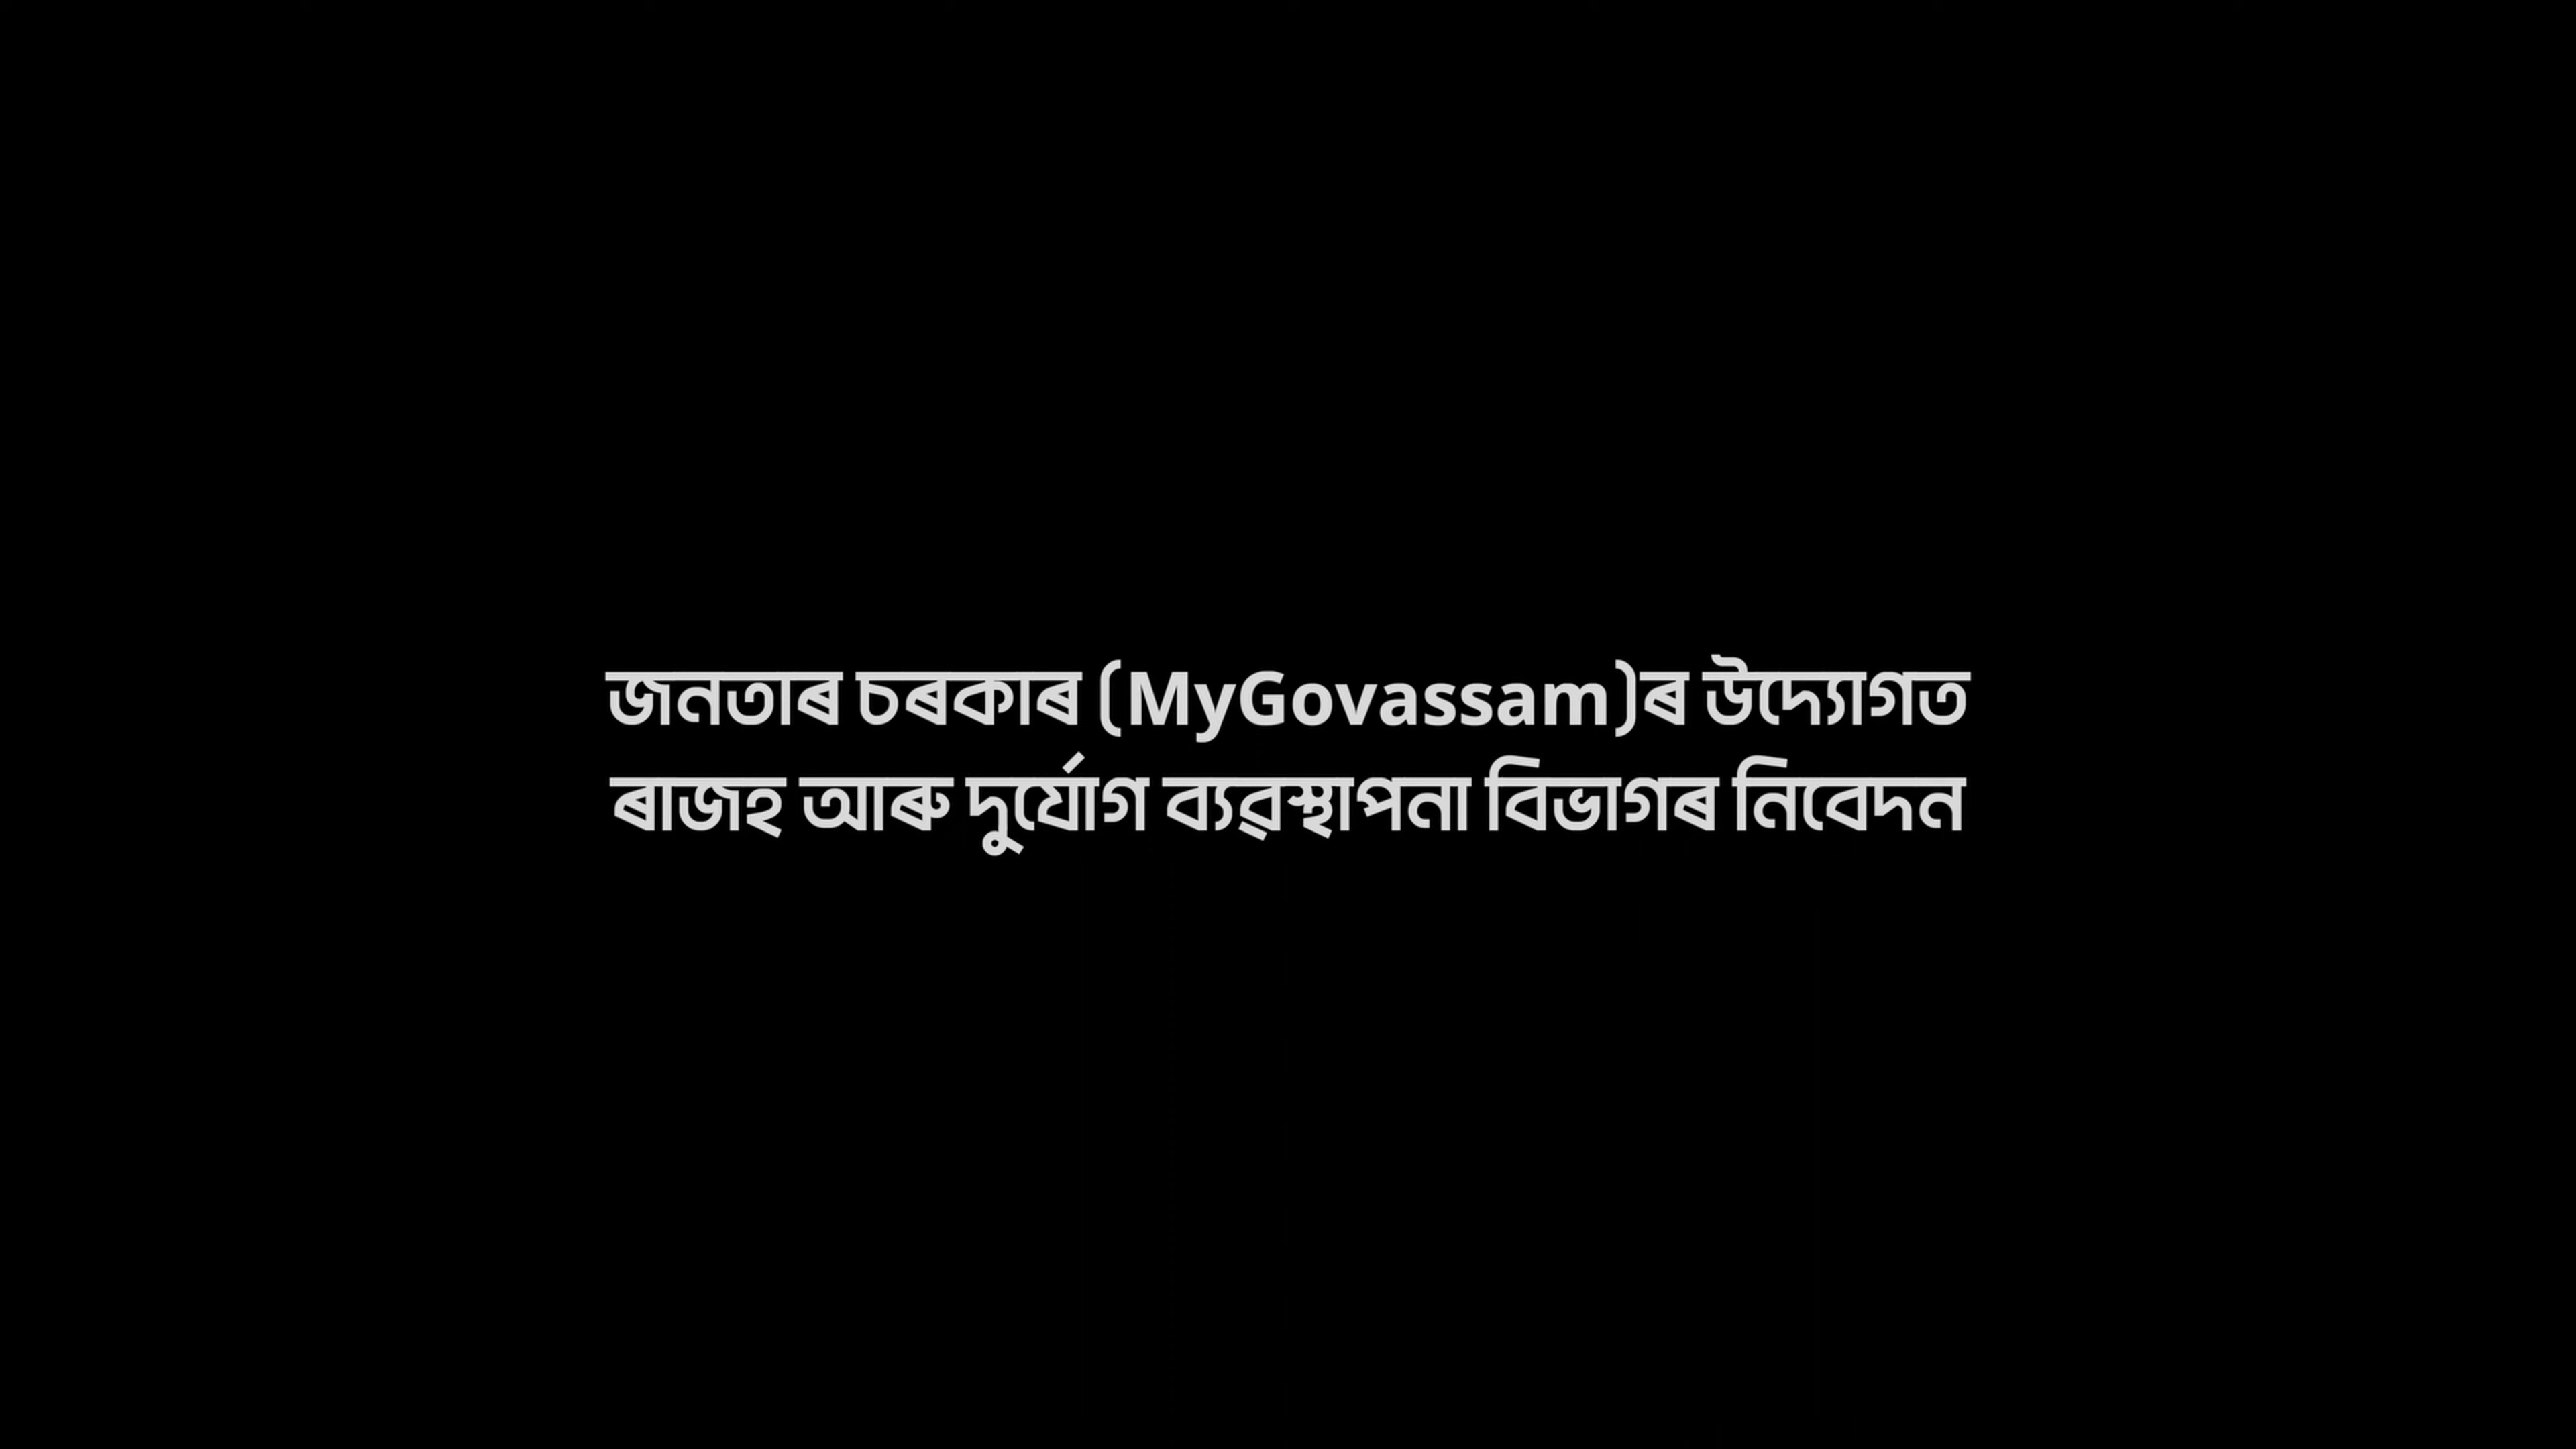 জনতাৰ চৰকাৰ (MyGovassam)ৰ উদ্যোগত
ৰাজহ আৰু দুৰ্যোগ ব্যৱস্থাপনা বিভাগৰ নিবেদন